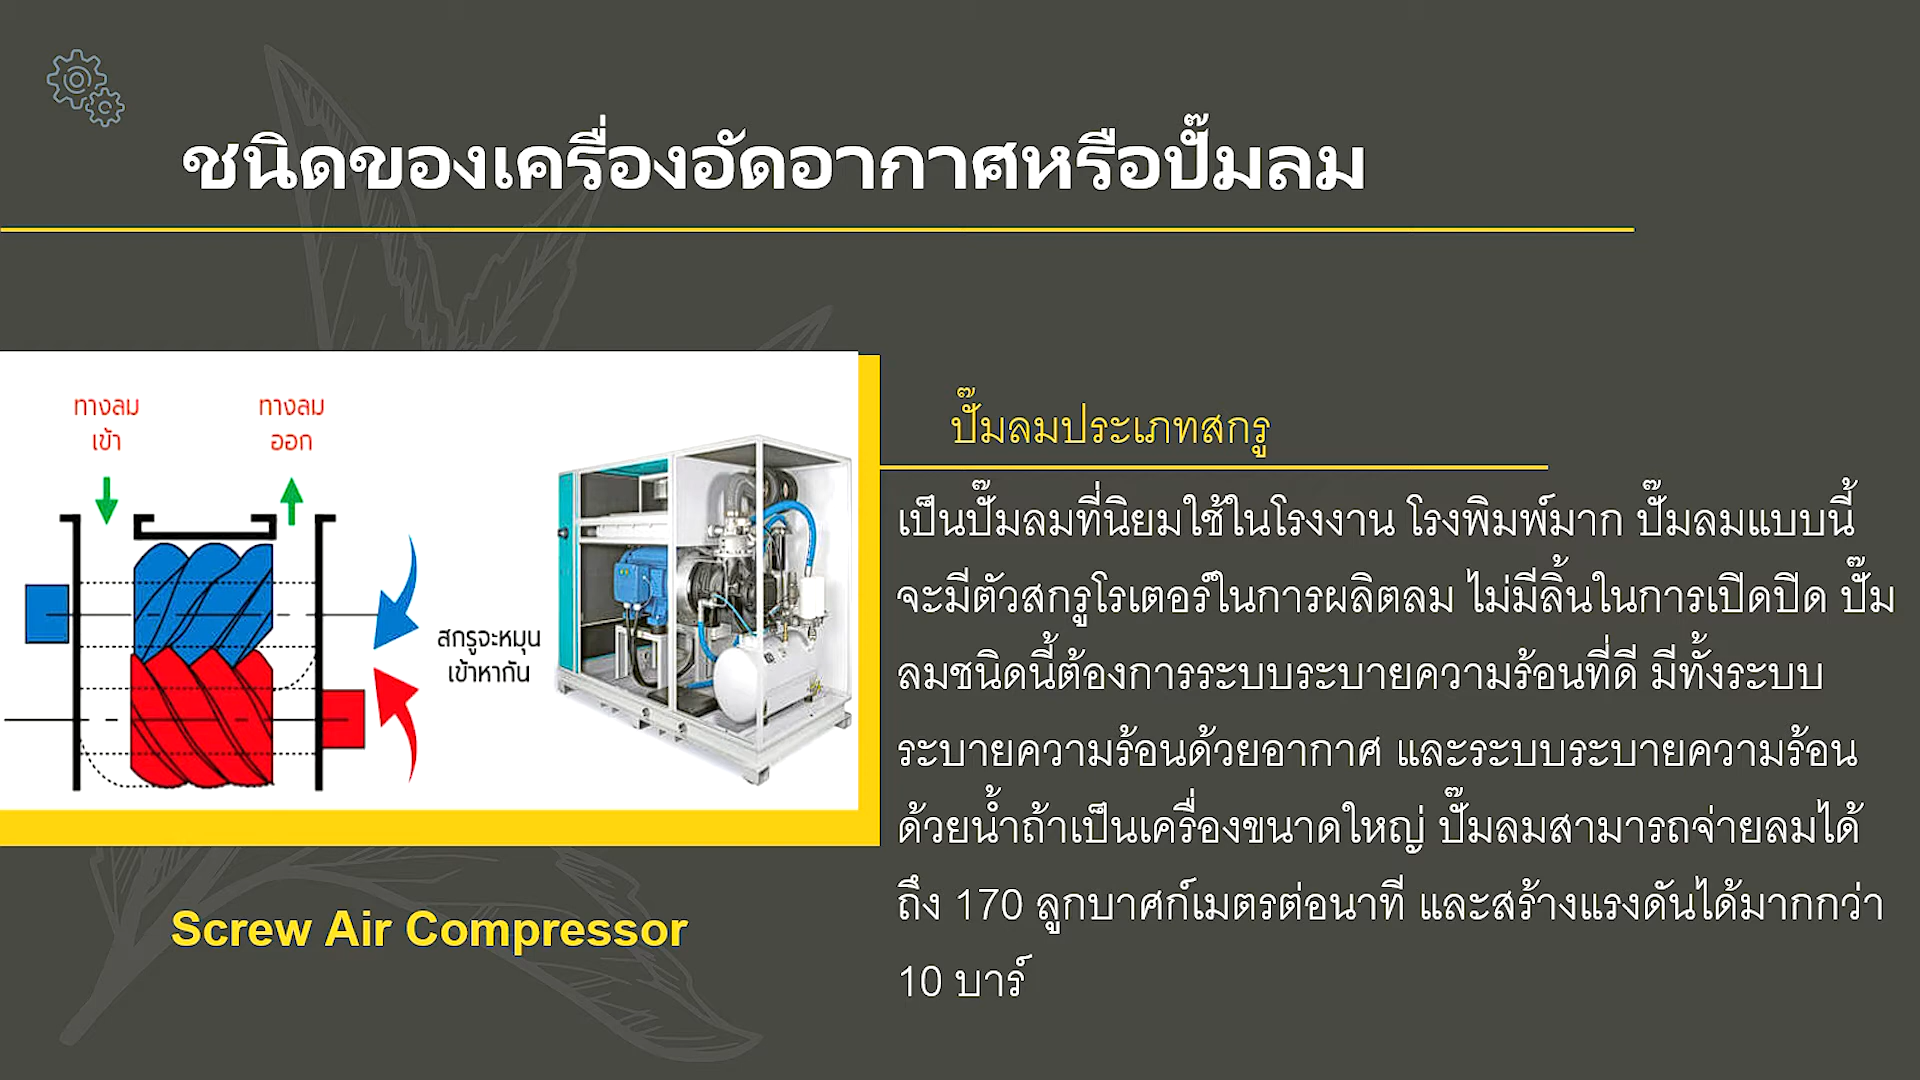 ชนิดของเครื่องอัดอากาศหรือปั๊มลม
ทางลม
เข้า
ทางลม
ออก
สกรูจะหมุน
เข้าหากัน
Screw Air Compressor
ปั๊มลมประเภทสกรู
เป็นปั๊มลมที่นิยมใช้ในโรงงาน โรงพิมพ์มาก ปั๊มลมแบบนี้
จะมีตัวสกรูโรเตอร์ในการผลิตลม ไม่มีลิ้นในการเปิดปิด ปั๊ม
ลมชนิดนี้ต้องการระบบระบายความร้อนที่ดี มีทั้งระบบ
ระบายความร้อนด้วยอากาศ และระบบระบายความร้อน
ด้วยน้ำถ้าเป็นเครื่องขนาดใหญ่ ปั๊มลมสามารถจ่ายลมได้
ถึง 170 ลูกบาศก์เมตรต่อนาที และสร้างแรงดันได้มากกว่า
10 บาร์